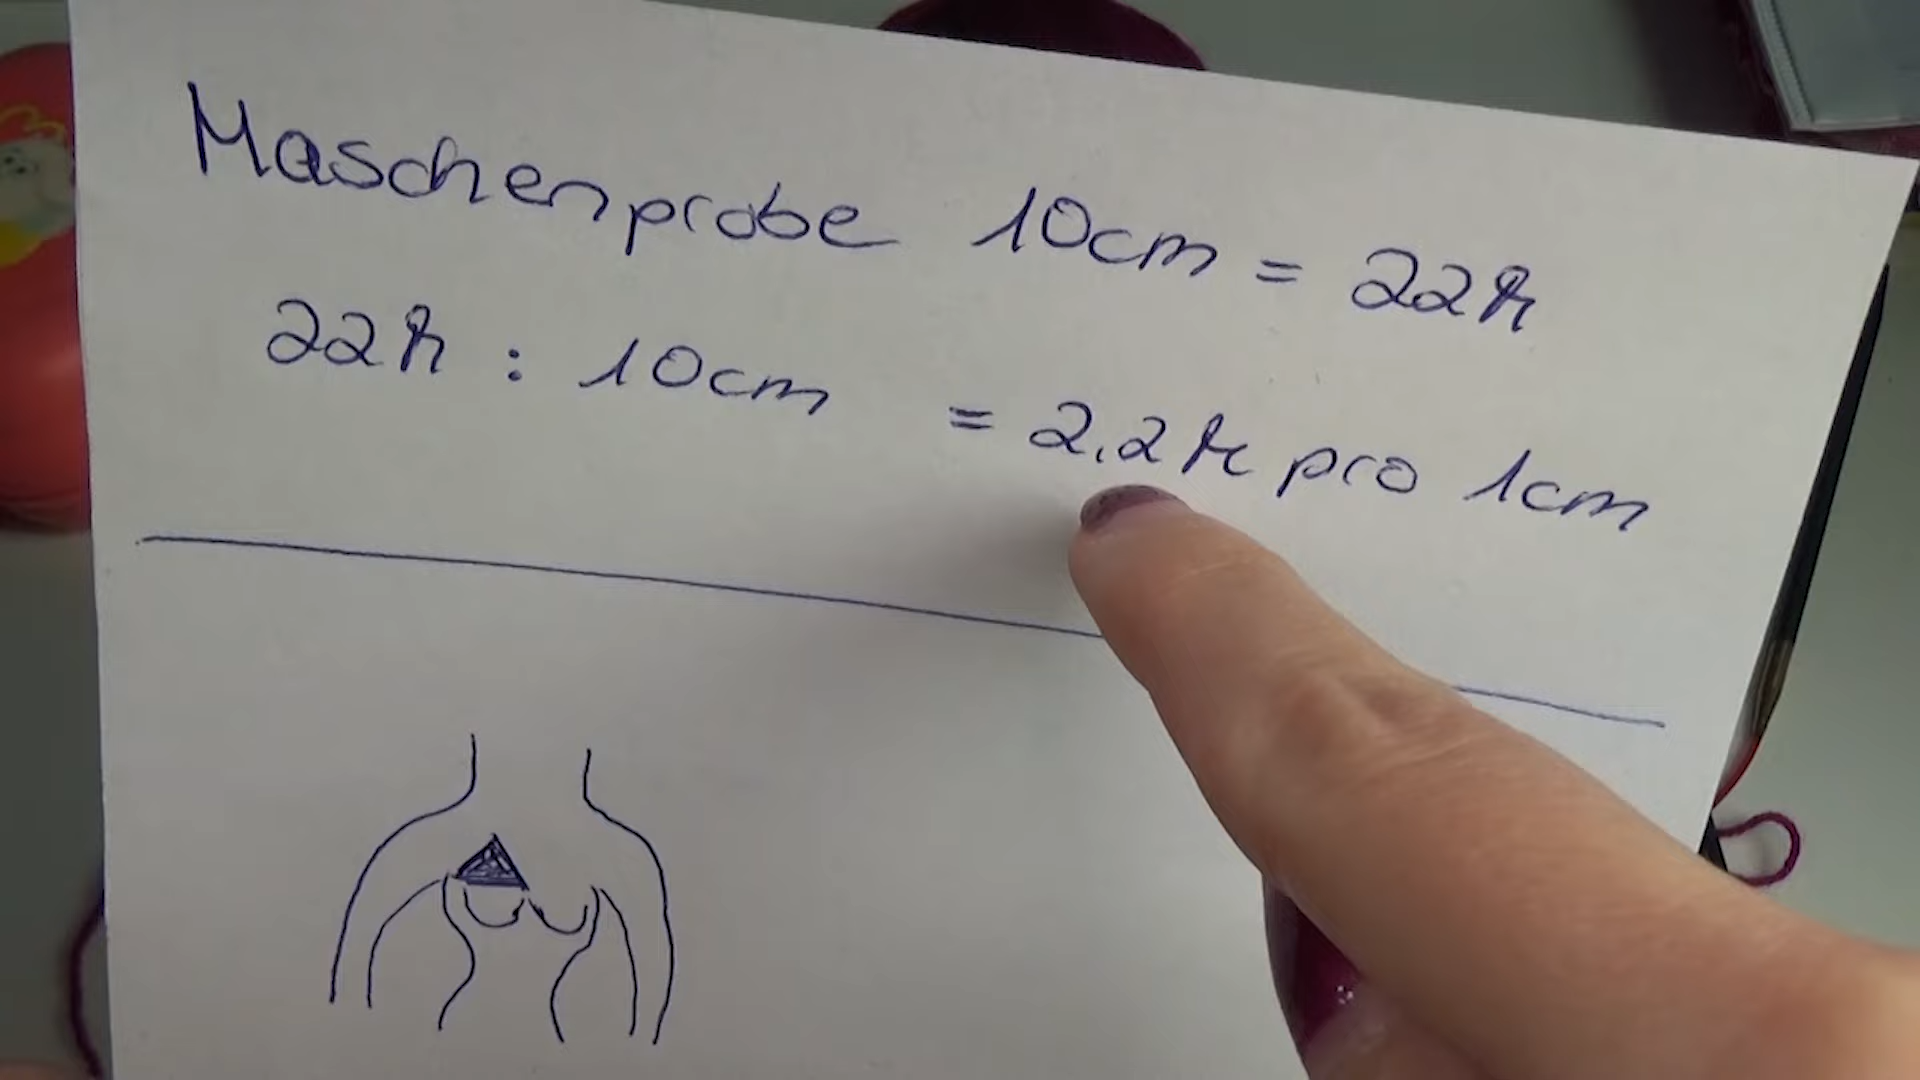 Maschenprobe 10cm = 22R
22R : 10cm = 2.2R pro 1cm